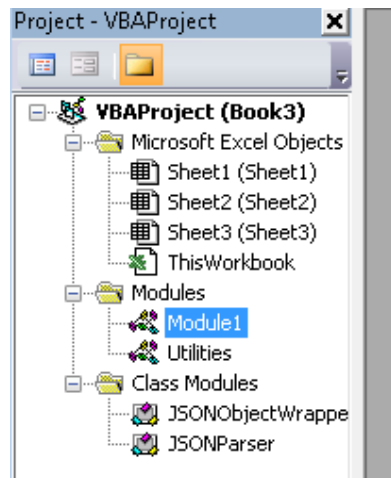 Project - VBAProject
VBAProject (Book3)
Microsoft Excel Objects
Sheet1 (Sheet1)
Sheet2 (Sheet2)
Sheet3 (Sheet3)
ThisWorkbook
Modules
Module1
Utilities
Class Modules
JSONObjectWrappe
JSONParser